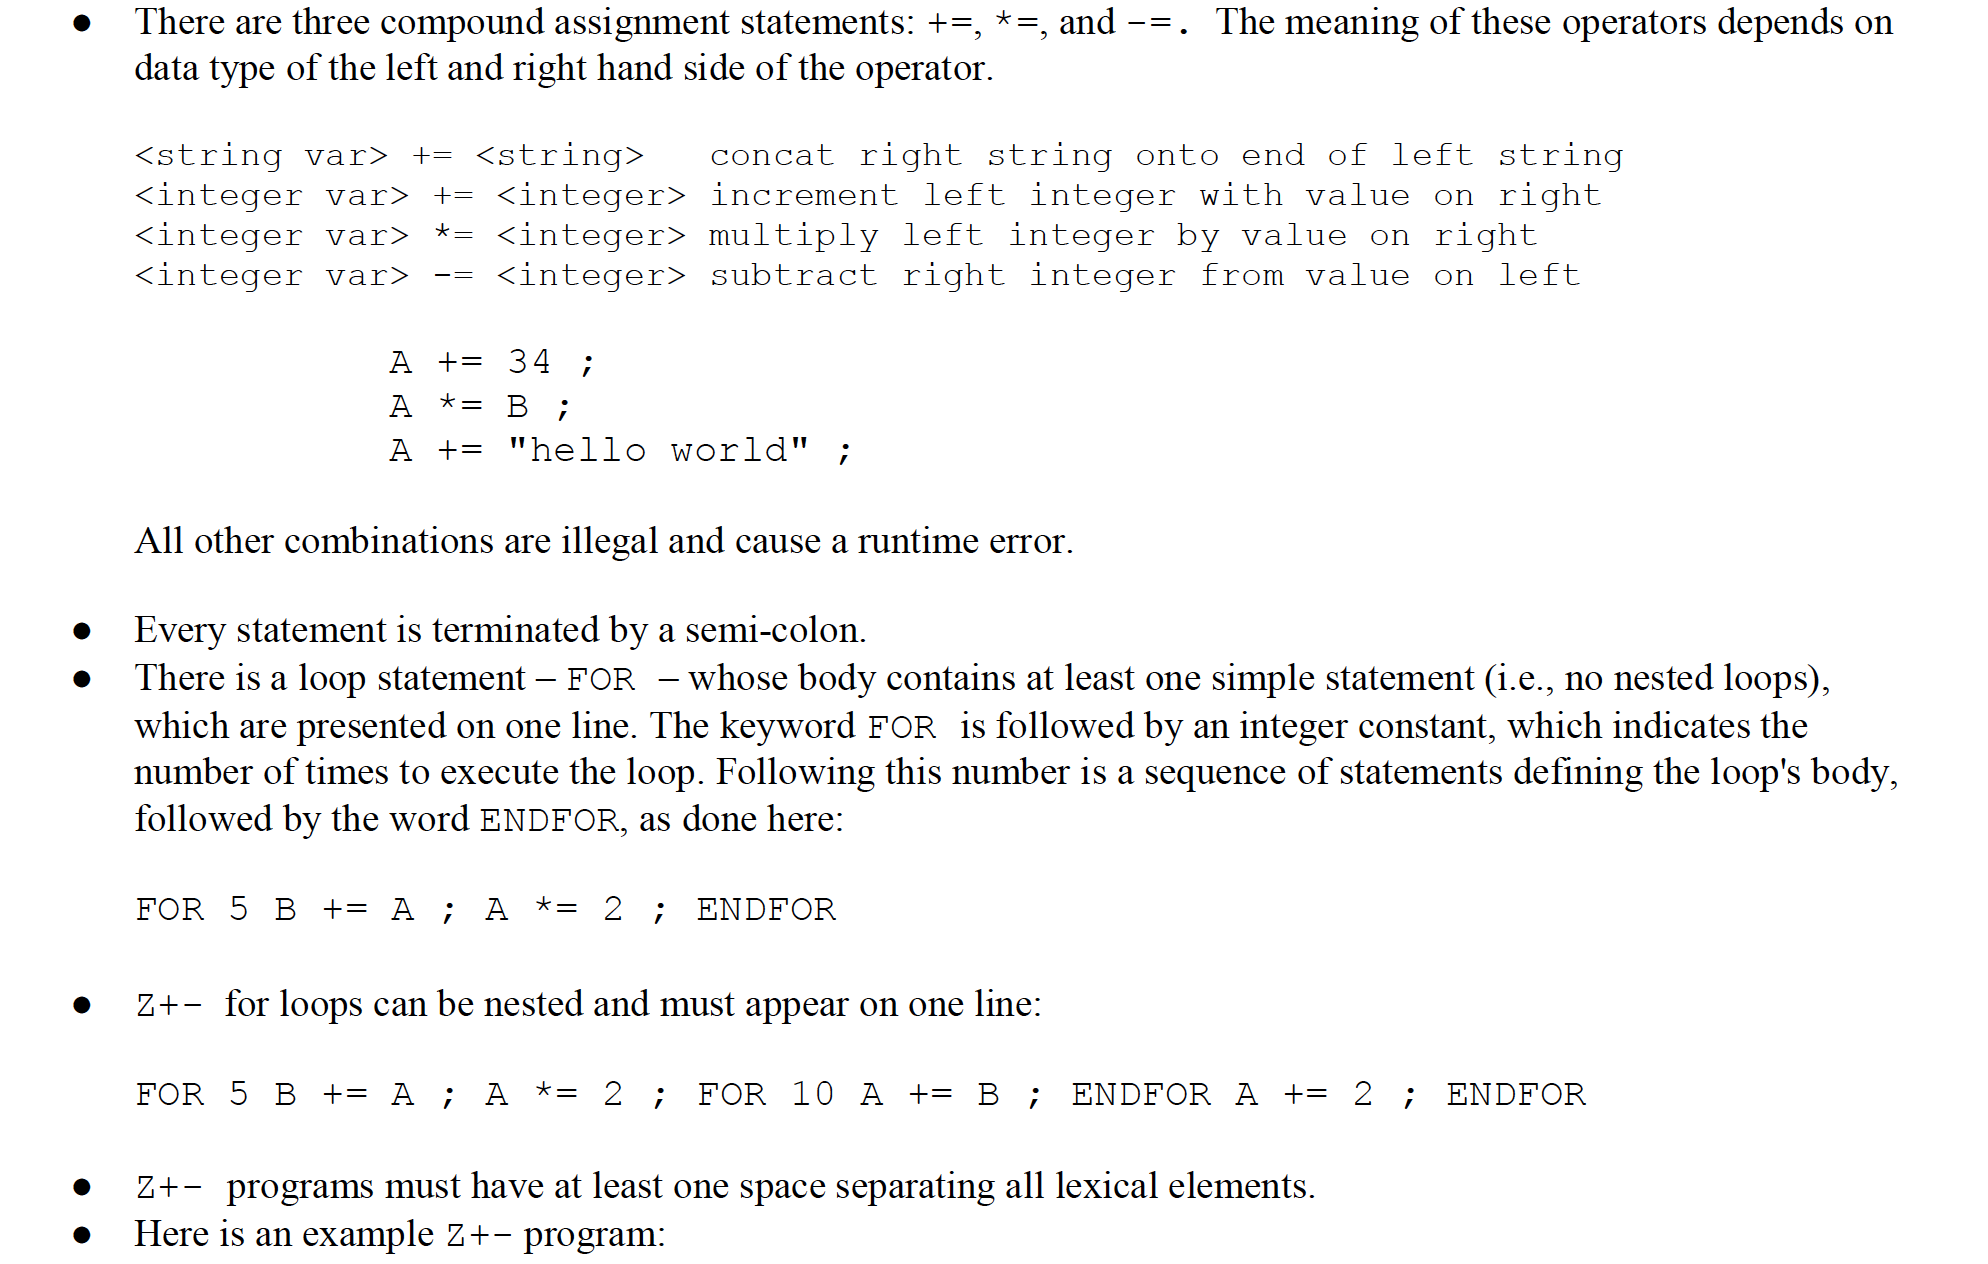 ● There are three compound assignment statements: +=, *=, and -=. The meaning of these operators depends on
data type of the left and right hand side of the operator.
<string var> += <string> concat right string onto end of left string
<integer var> += <integer> increment left integer with value on right
<integer var> *= <integer> multiply left integer by value on right
<integer var> -= <integer> subtract right integer from value on left
A += 34 ;
A *= B ;
A += "hello world" ;
All other combinations are illegal and cause a runtime error.
● Every statement is terminated by a semi-colon.
● There is a loop statement – FOR – whose body contains at least one simple statement (i.e., no nested loops),
which are presented on one line. The keyword FOR is followed by an integer constant, which indicates the
number of times to execute the loop. Following this number is a sequence of statements defining the loop's body,
followed by the word ENDFOR, as done here:
FOR 5 B += A ; A *= 2 ; ENDFOR
● Z+- for loops can be nested and must appear on one line:
FOR 5 B += A ; A *= 2 ; FOR 10 A += B ; ENDFOR A += 2 ; ENDFOR
● Z+- programs must have at least one space separating all lexical elements.
● Here is an example Z+- program: